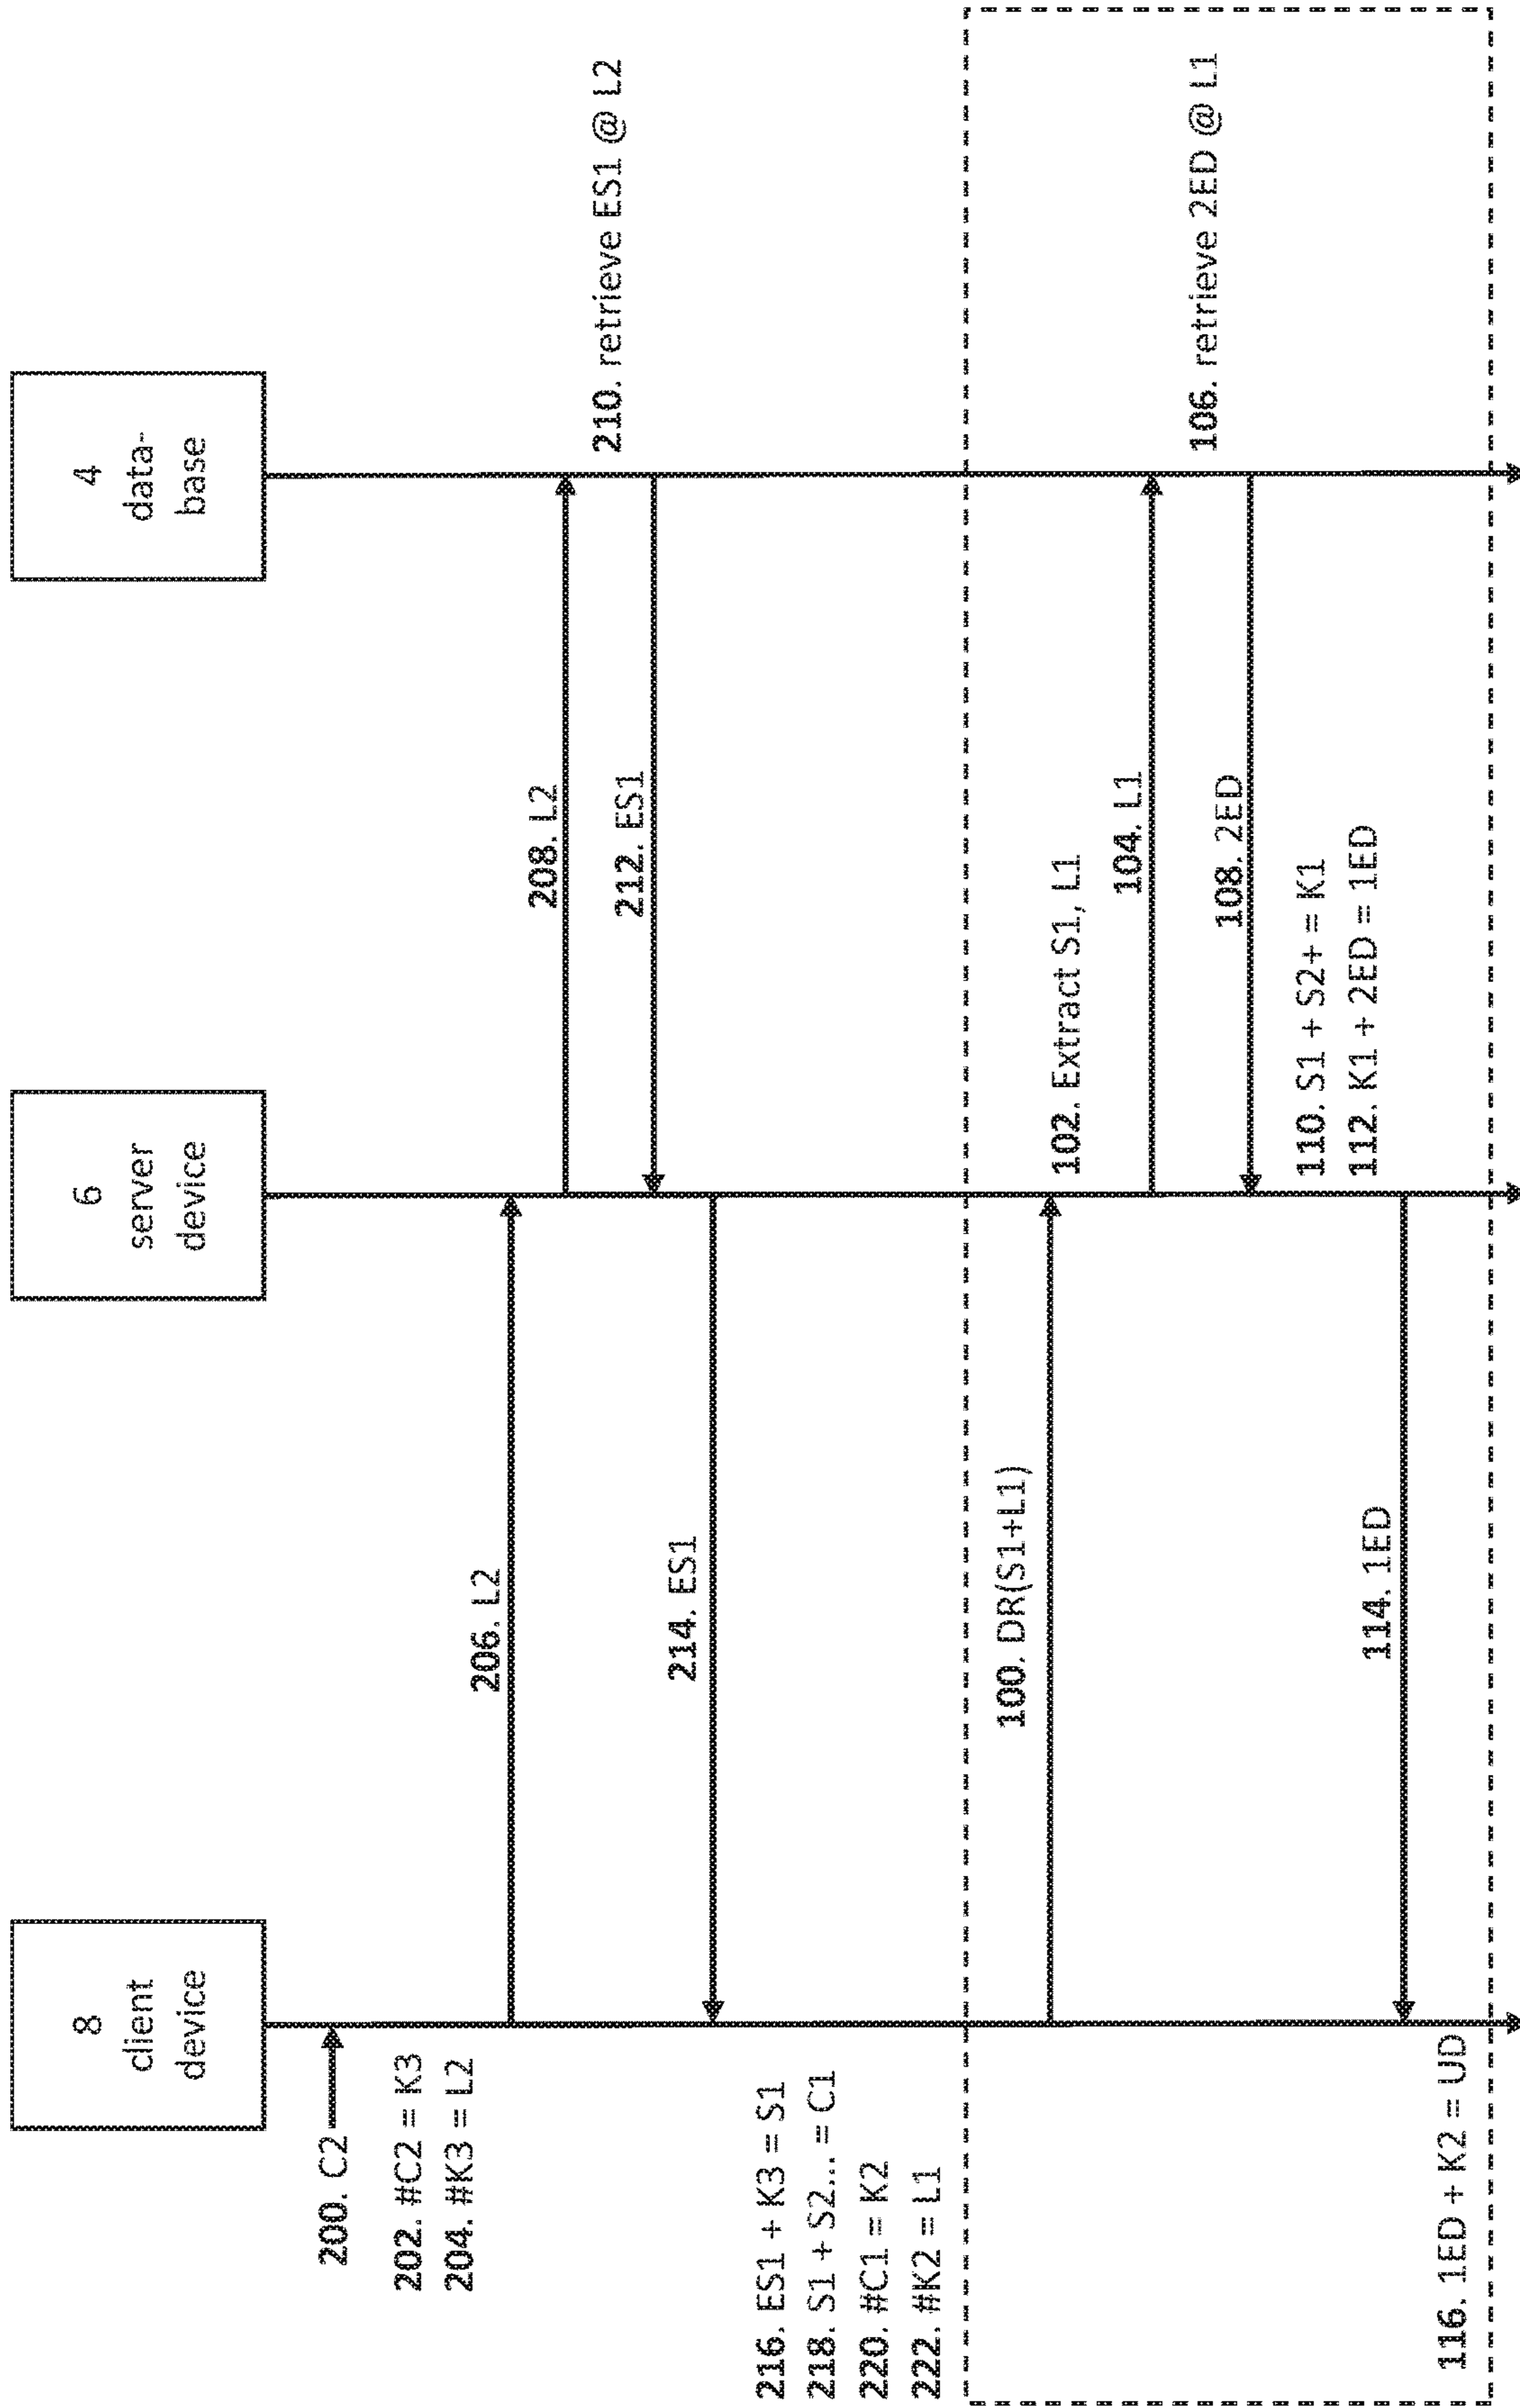 8
client
device
6
server
device
4
data-
base
200. C2
202. #C2 = K3
204. #K3 = L2
206. L2
208. L2
210. retrieve ES1 @ L2
212. ES1
214. ES1
216. ES1 + K3 = S1
218. S1 + S2... = C1
220. #C1 = K2
222. #K2 = L1
100. DR(S1+L1)
102. Extract S1, L1
104. L1
106. retrieve 2ED @ L1
108. 2ED
110. S1 + S2+ = K1
112. K1 + 2ED = 1ED
114. 1ED
116. 1ED + K2 = UD